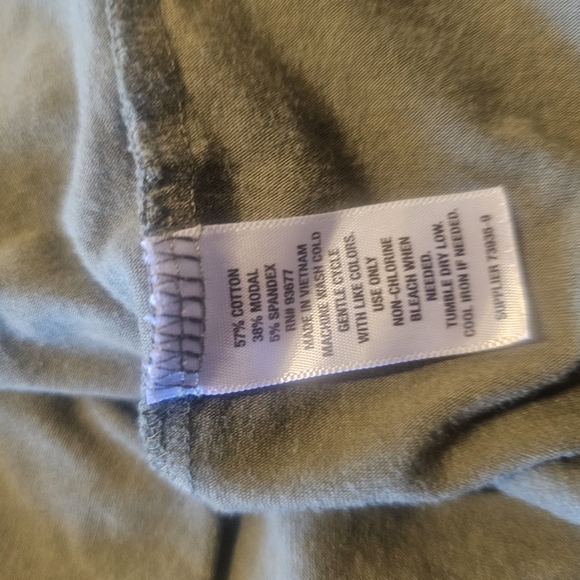 57% COTTON
38% MODAL
5% SPANDEX
RN# 93677
MADE IN VIETNAM
MACHINE WASH COLD
GENTLE CYCLE
WITH LIKE COLORS.
USE ONLY
NON-CHLORINE
BLEACH WHEN
NEEDED.
TUMBLE DRY LOW.
COOL IRON IF NEEDED.
SUPPLIER 73938-0